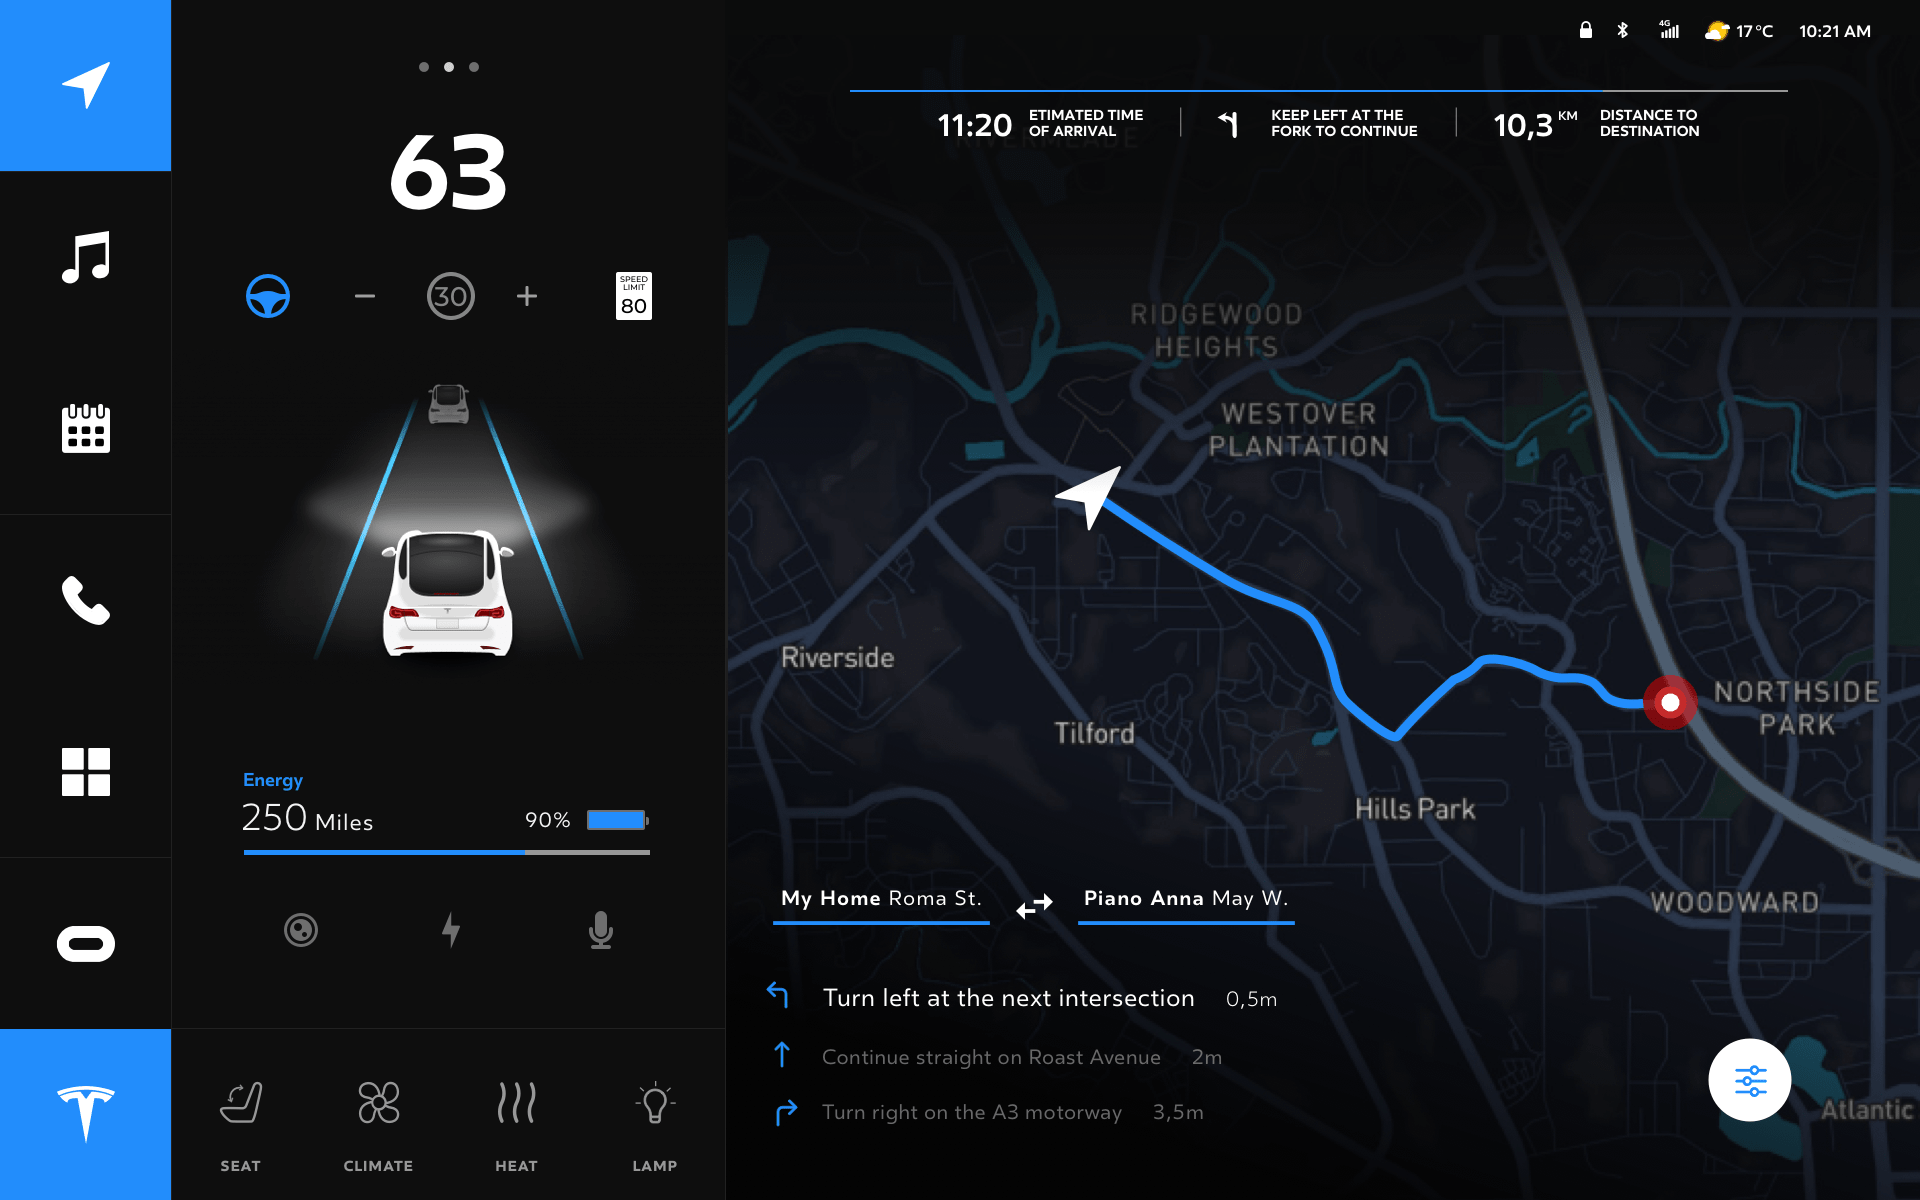 4G
17°C
10:21 AM
63
30
SPEED
LIMIT
80
Energy
250 Miles
90%
SEAT
CLIMATE
HEAT
LAMP
11:20
ETIMATED TIME
OF ARRIVAL
KEEP LEFT AT THE
FORK TO CONTINUE
10,3 KM
DISTANCE TO
DESTINATION
RIVERMEADE
RIDGEWOOD
HEIGHTS
WESTOVER
PLANTATION
Riverside
Tilford
NORTHSIDE
PARK
Hills Park
WOODWARD
Atlantic
My Home Roma St.
Piano Anna May W.
Turn left at the next intersection 0,5m
Continue straight on Roast Avenue 2m
Turn right on the A3 motorway 3,5m